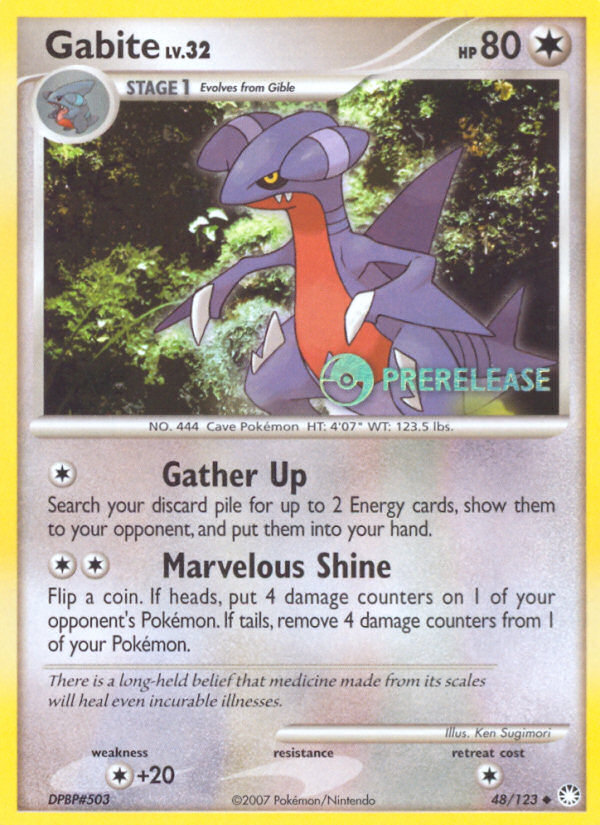 Gabite LV.32 HP 80
STAGE 1 Evolves from Gible
PRERELEASE
NO. 444 Cave Pokémon HT: 4'07" WT: 123.5 lbs.
Gather Up
Search your discard pile for up to 2 Energy cards, show them
to your opponent, and put them into your hand.
Marvelous Shine
Flip a coin. If heads, put 4 damage counters on 1 of your
opponent's Pokémon. If tails, remove 4 damage counters from 1
of your Pokémon.
There is a long-held belief that medicine made from its scales
will heal even incurable illnesses.
Illus. Ken Sugimori
weakness resistance retreat cost
+20
DPBP#503 ©2007 Pokémon/Nintendo 48/123